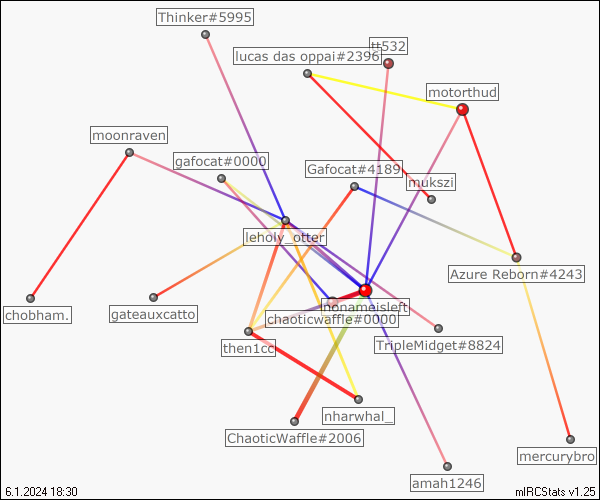 Thinker#5995
tt532
lucas das oppai#2396
motorthud
moonraven
gafocat#0000
Gafocat#4189
mukszi
leholy_otter
Azure Reborn#4243
nonameisleft
chobham.
gateauxcatto
chaoticwaffle#0000
then1cc
TripleMidget#8824
nharwhal_
ChaoticWaffle#2006
mercurybro
amah1246
6.1.2024 18:30
mIRCStats v1.25